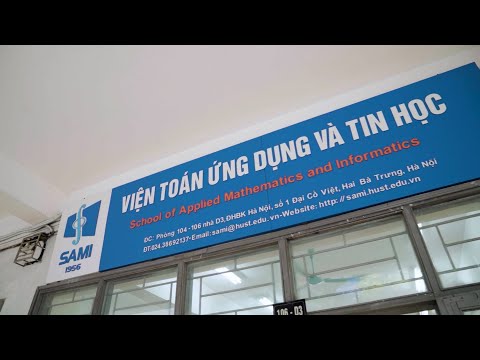 VIỆN TOÁN ỨNG DỤNG VÀ TIN HỌC
School of Applied Mathematics and Informatics
ĐC: Phòng 104 -106 nhà D3,ĐHBK Hà Nội, số 1 Đại Cồ Việt, Hai Bà Trưng, Hà Nội
ĐT:024.38692137-Email: sami@hust.edu.vn-Website: http: // sami.hust.edu.vn
SAMI
1956
106 - D3